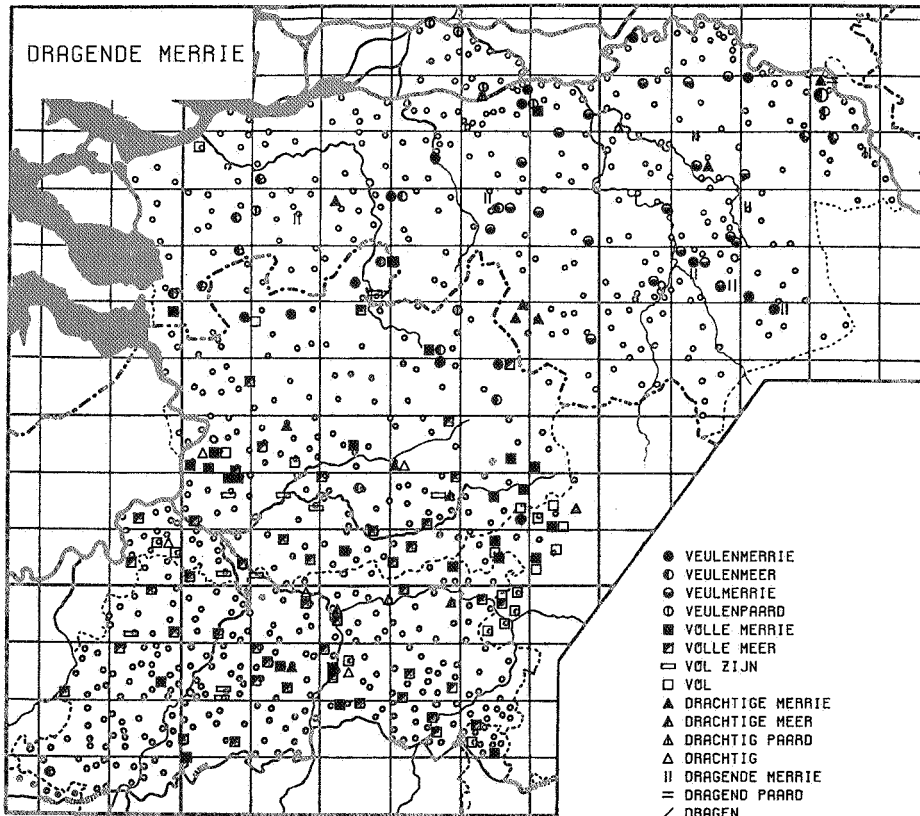 DRAGENDE MERRIE
VEULENMERRIE
VEULENMEER
VEULMERRIE
VEULENPAARD
VOLLE MERRIE
VOLLE MEER
VOL ZIJN
VOL
DRACHTIGE MERRIE
DRACHTIGE MEER
DRACHTIG PAARD
DRACHTIG
DRAGENDE MERRIE
DRAGEND PAARD
DRAGEN